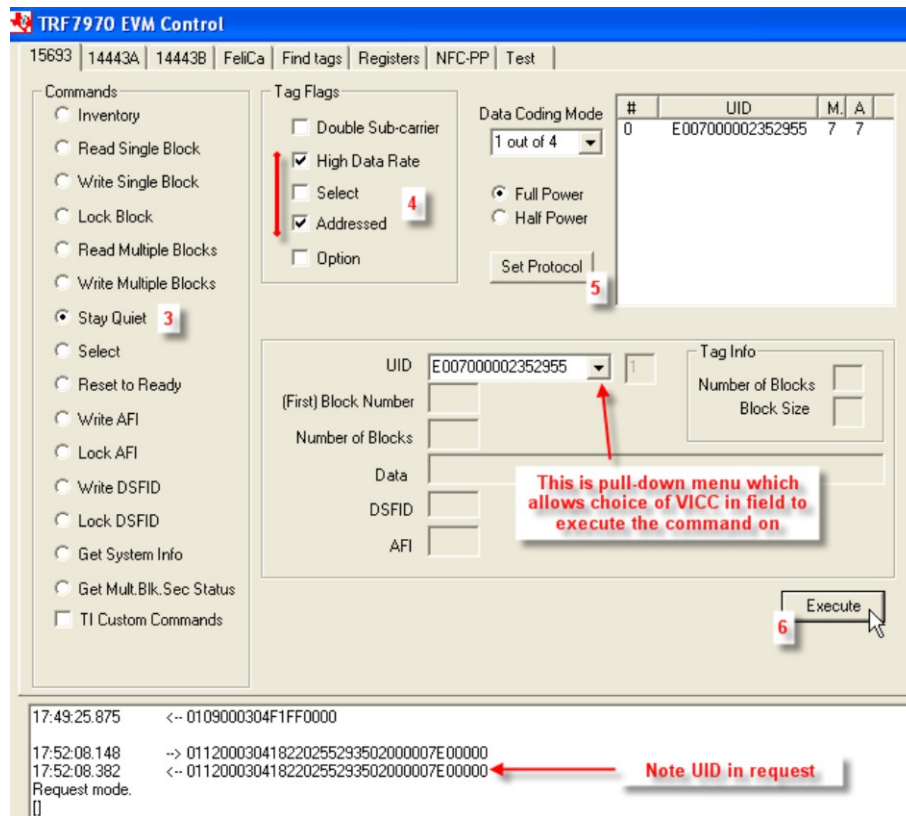 TRF7970 EVM Control
15693 14443A 14443B FeliCa Find tags Registers NFC-PP Test
Commands
Inventory
Read Single Block
Write Single Block
Lock Block
Read Multiple Blocks
Write Multiple Blocks
Stay Quiet 3
Select
Reset to Ready
Write AFI
Lock AFI
Write DSFID
Lock DSFID
Get System Info
Get Mult.Blk.Sec Status
TI Custom Commands
Tag Flags
Double Sub-carrier
High Data Rate
Select
4
Addressed
Option
Data Coding Mode
1 out of 4
Full Power
Half Power
Set Protocol
5
# UID M. A
0 E007000002352955 7 7
UID E007000002352955 1
(First) Block Number
Number of Blocks
Data
DSFID
AFI
Tag Info
Number of Blocks
Block Size
This is pull-down menu which
allows choice of VICC in field to
execute the command on
Execute
6
17:49:25.875 <-- 0109000304F1FF0000
17:52:08.148 --> 0112000304182202552935020000007E00000
17:52:08.382 <-- 0112000304182202552935020000007E00000
Note UID in request
Request mode.
[]